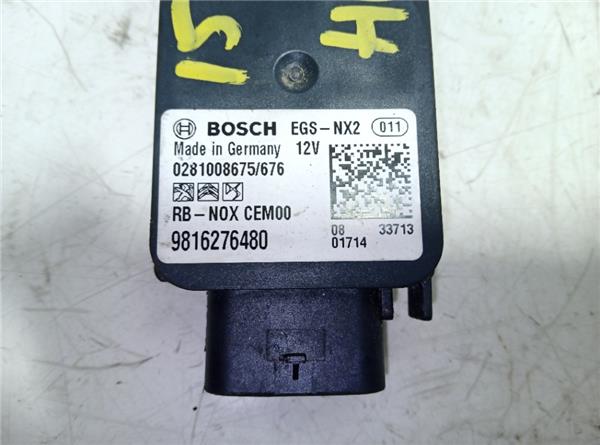 15
H
BOSCH EGS-NX2 011
Made in Germany 12V
0281008675/676
RB-NOX CEM00
9816276480
08 33713
01714